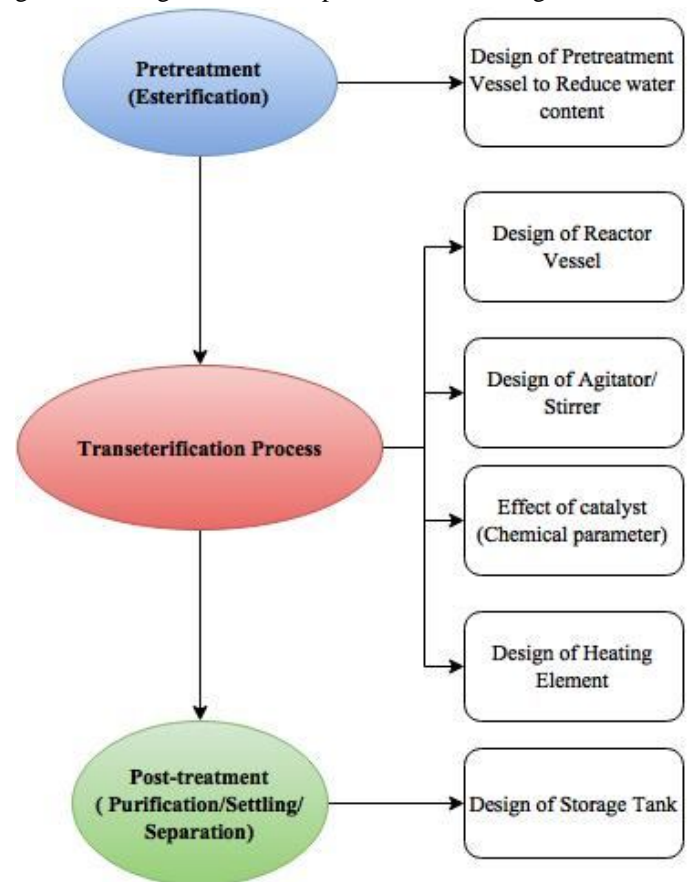 Pretreatment
(Esterification)
Design of Pretreatment
Vessel to Reduce water
content
Design of Reactor
Vessel
Design of Agitator/
Stirrer
Transeterification Process
Effect of catalyst
(Chemical parameter)
Design of Heating
Element
Post-treatment
( Purification/Settling/
Separation)
Design of Storage Tank